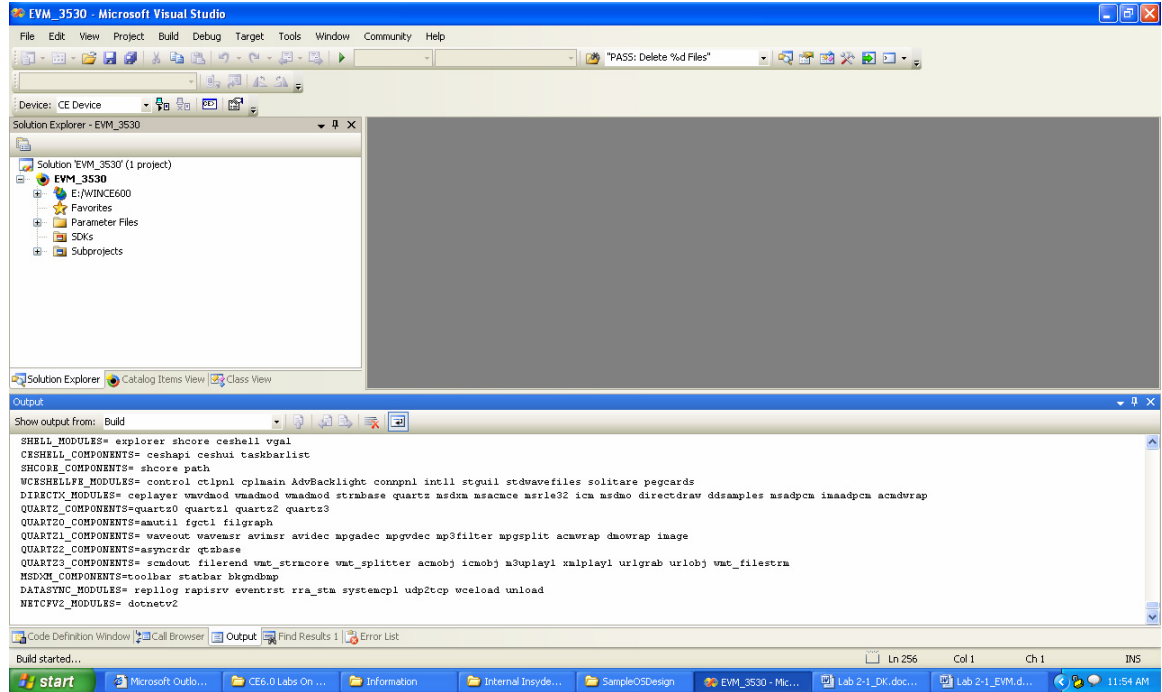 EVM_3530 - Microsoft Visual Studio
File Edit View Project Build Debug Target Tools Window Community Help
"PASS: Delete %d Files"
Device: CE Device
Solution Explorer - EVM_3530
Solution 'EVM_3530' (1 project)
EVM_3530
E:/WINCE600
Favorites
Parameter Files
SDKs
Subprojects
Solution Explorer Catalog Items View Class View
Output
Show output from: Build
SHELL_MODULES= explorer shcore ceshell vgal
CESHELL_COMPONENTS= ceshapi ceshui taskbarlist
SHCORE_COMPONENTS= shcore path
WCESHELLFE_MODULES= control ctlpnl cplmain AdvBacklight connpnl intll stguil stdwavefiles solitare pegcards
DIRECTX_MODULES= ceplayer wmvdmod wmadmod wmsdmod strmbase quartz msdxm msacmce msrle32 icm msdmo directdraw ddsamples msadpcm imaadpcm acmdwrap
QUARTZ_COMPONENTS=quartz0 quartz1 quartz2 quartz3
QUARTZ0_COMPONENTS=amutil fgctl filgraph
QUARTZ1_COMPONENTS= waveout wavemsr avimsr avidec mpgadec mpgvdec mp3filter mpgsplit acmwrap dmowrap image
QUARTZ2_COMPONENTS=asyncrdr qtzbase
QUARTZ3_COMPONENTS= scmdout filerend wmt_strmcore wmt_splitter acmobj icmobj m3uplayl xmlplayl urlgrab urlobj wmt_filestrm
MSDXM_COMPONENTS=toolbar statbar bkgndbmp
DATASYNC_MODULES= repllog rapisrv eventrst rra_stm systemcpl udp2tcp wceload unload
NETCFV2_MODULES= dotnetv2
Code Definition Window Call Browser Output Find Results 1 Error List
Build started... Ln 256 Col 1 Ch 1 INS
start Microsoft Outlo... CE6.0 Labs On ... Information Internal Insyde... SampleOSDesign EVM_3530 - Mic... Lab 2-1_DK.doc... Lab 2-1_EVM.d... 11:54 AM